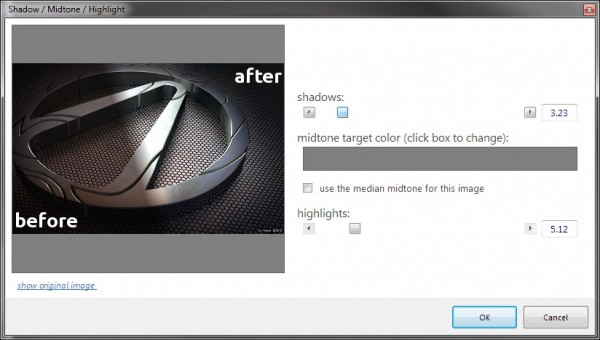 Shadow / Midtone / Highlight
after
before
show original image
shadows:
3.23
midtone target color (click box to change):
use the median midtone for this image
highlights:
5.12
OK
Cancel